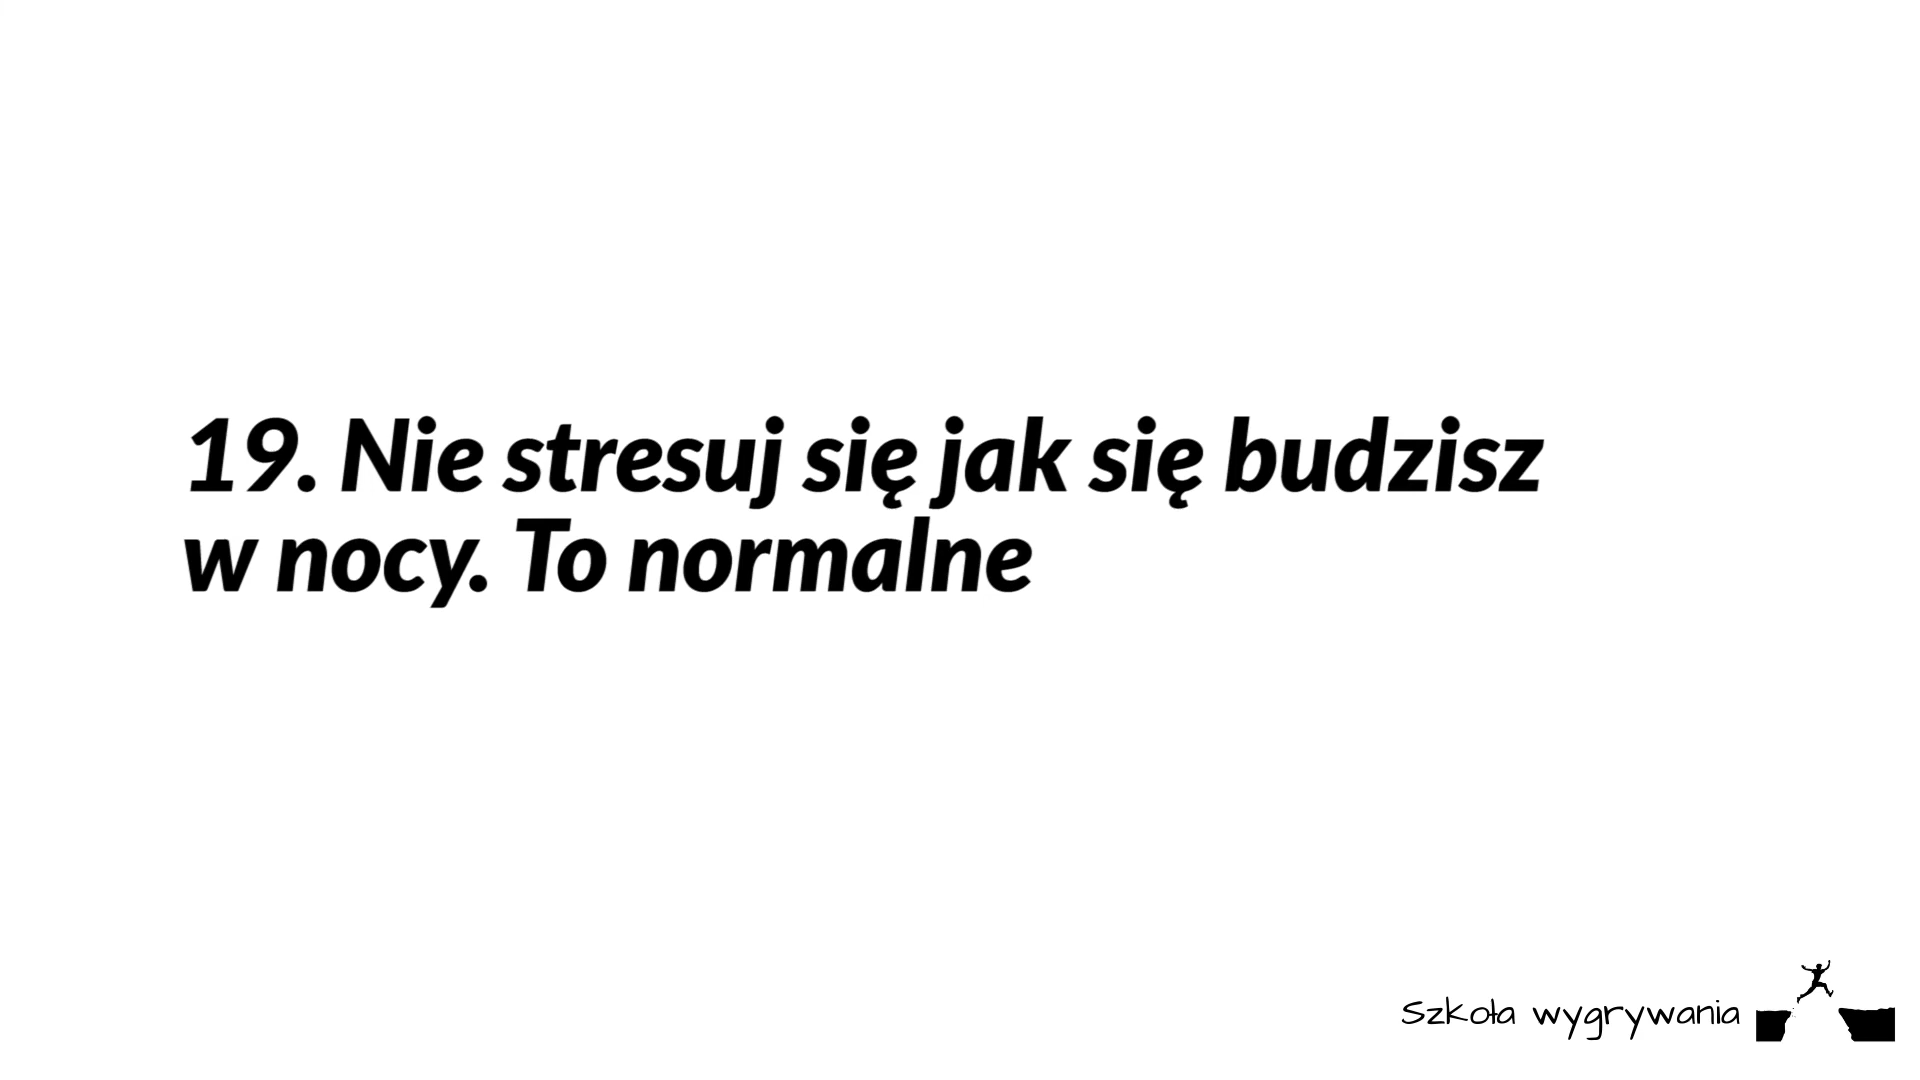 19. Nie stresuj się jak się budzisz
w nocy. To normalne
Szkoła wygrywania